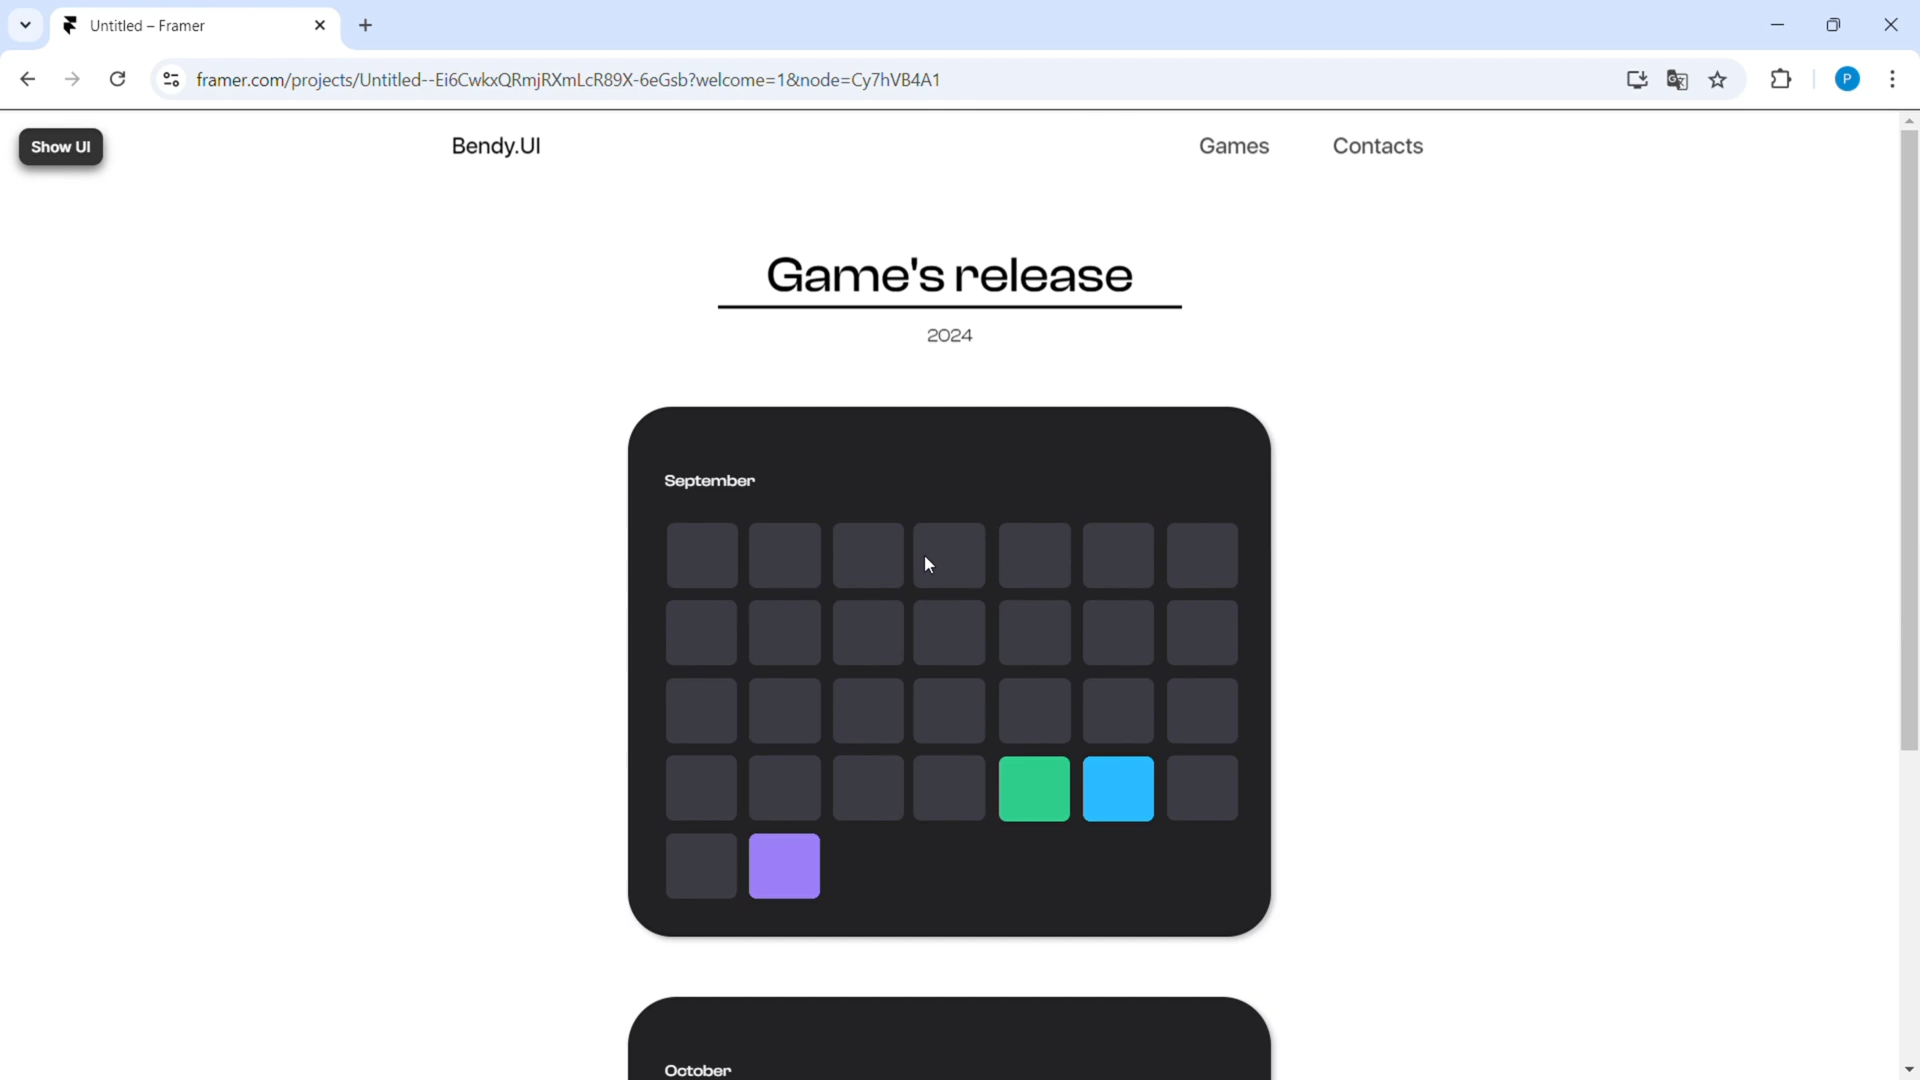 Untitled – Framer
framer.com/projects/Untitled--Ei6CwkxQRmjRXmLcR89X-6eGsb?welcome=1&node=Cy7hVB4A1
P
Show UI
Bendy.UI
Games
Contacts
Game's release
2024
September
October